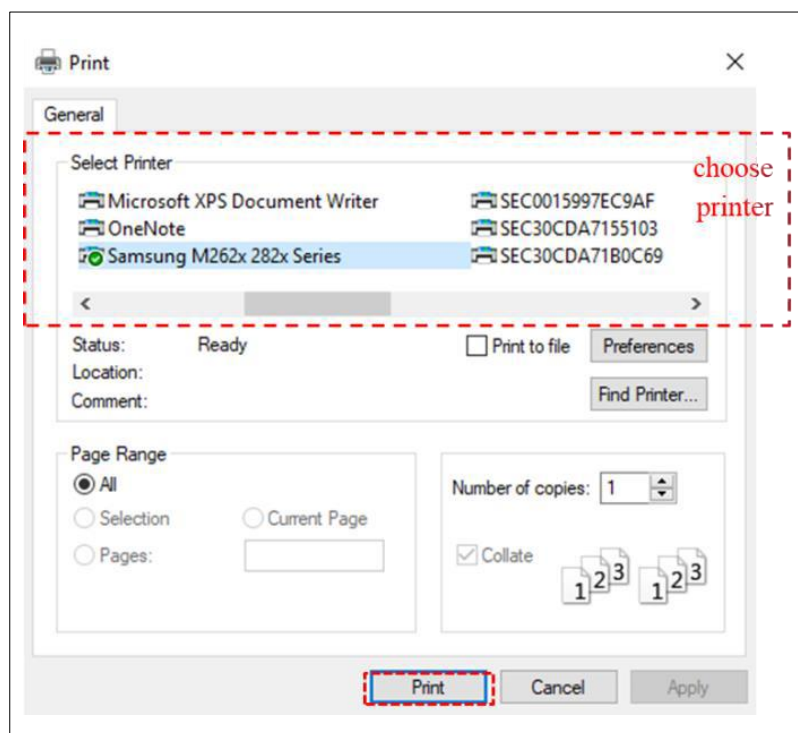 Print
General
Select Printer
choose
printer
Microsoft XPS Document Writer
SEC0015997EC9AF
OneNote
SEC30CDA7155103
Samsung M262x 282x Series
SEC30CDA71B0C69
Status: Ready
Print to file
Preferences
Location:
Comment:
Find Printer...
Page Range
All
Selection
Current Page
Pages:
Number of copies: 1
Collate
1 2 3 1 2 3
Print
Cancel
Apply